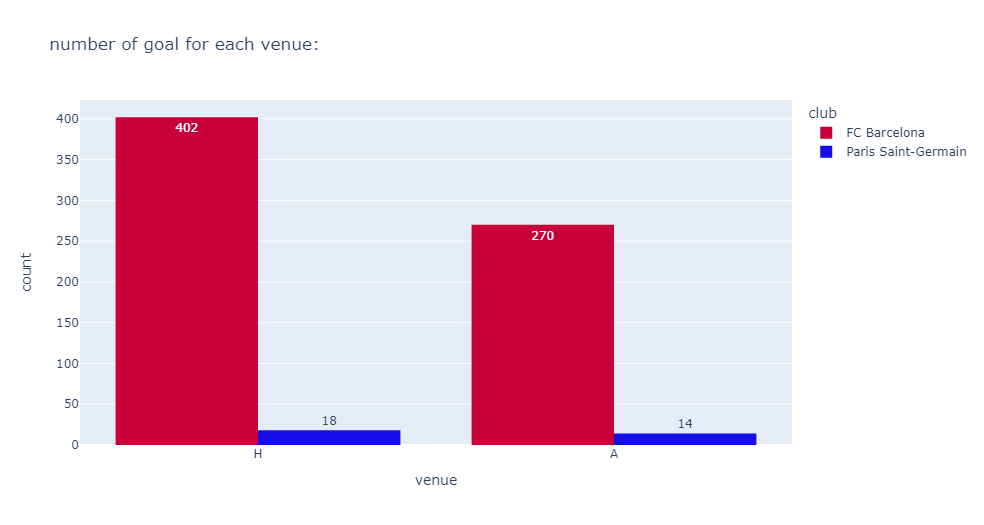 number of goal for each venue:
club
FC Barcelona
Paris Saint-Germain
count
400
350
300
250
200
150
100
50
0
402
18
270
14
H
A
venue